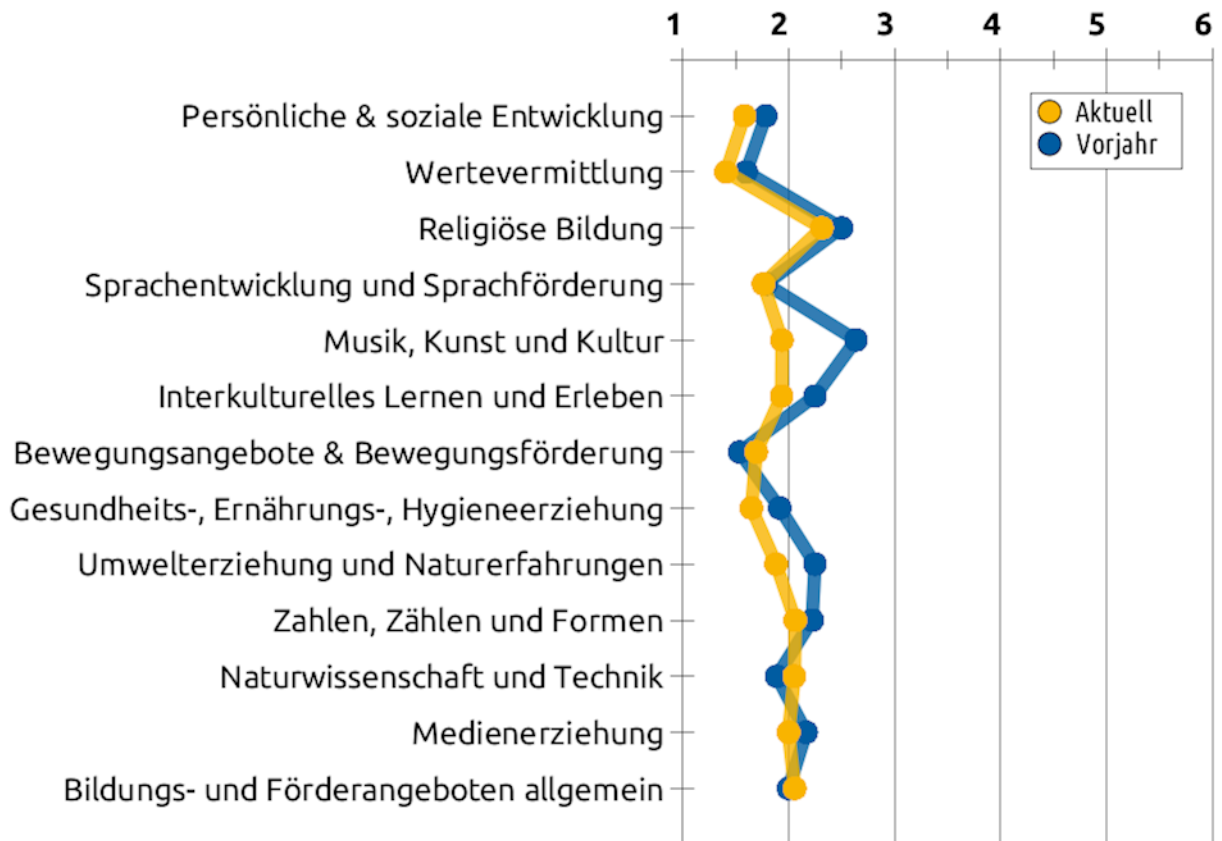 1 2 3 4 5 6
Aktuell
Vorjahr
Persönliche & soziale Entwicklung
Wertevermittlung
Religiöse Bildung
Sprachentwicklung und Sprachförderung
Musik, Kunst und Kultur
Interkulturelles Lernen und Erleben
Bewegungsangebote & Bewegungsförderung
Gesundheits-, Ernährungs-, Hygieneerziehung
Umwelterziehung und Naturerfahrungen
Zahlen, Zählen und Formen
Naturwissenschaft und Technik
Medienerziehung
Bildungs- und Förderangeboten allgemein